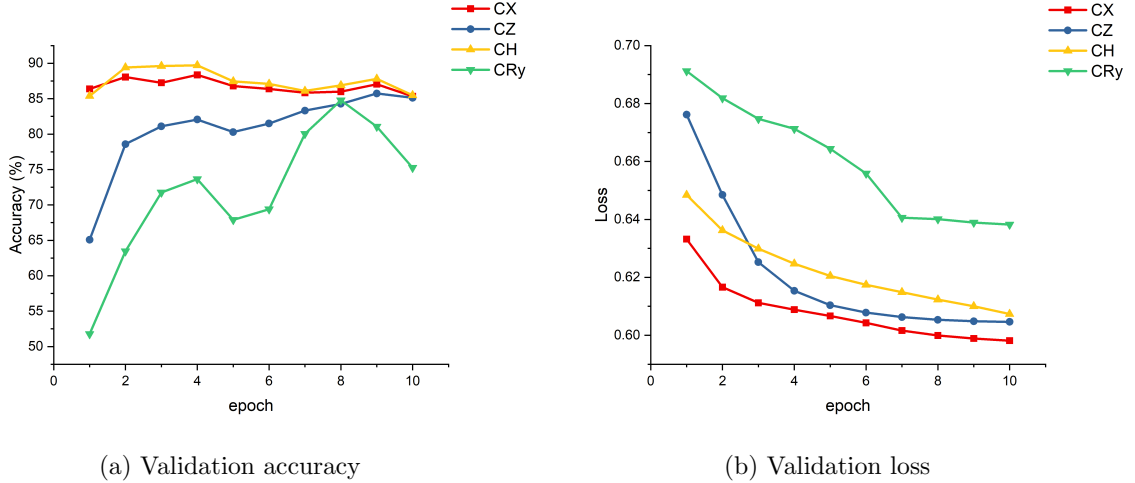 CX
CZ
CH
CRy
90
85
80
75
70
65
60
55
50
Accuracy (%)
0
2
4
6
8
10
epoch
(a) Validation accuracy
CX
CZ
CH
CRy
0.70
0.68
0.66
0.64
0.62
0.60
Loss
0
2
4
6
8
10
epoch
(b) Validation loss